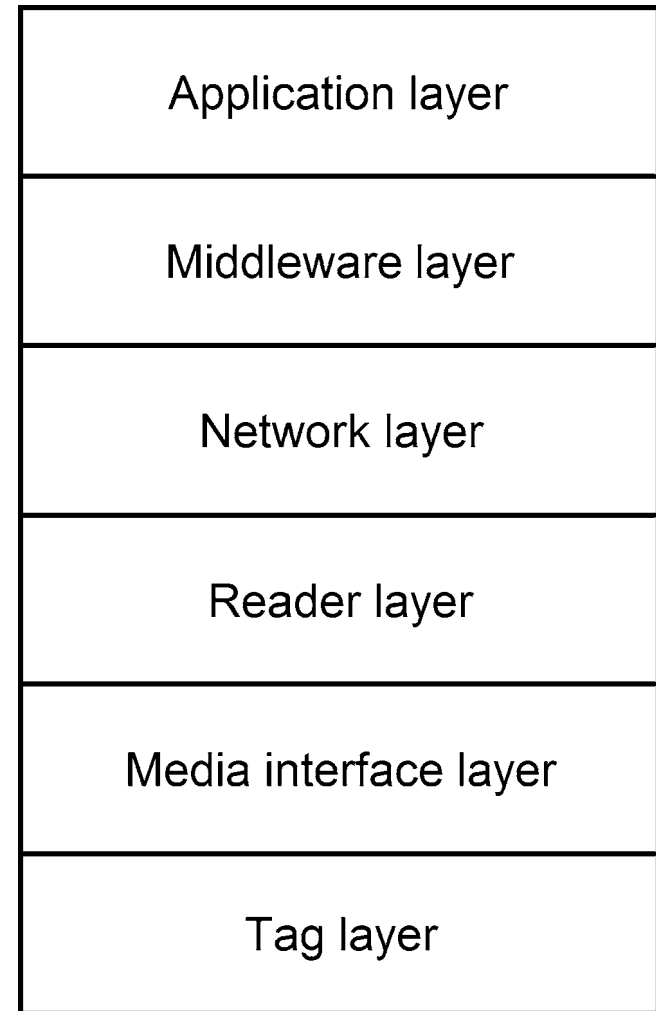 Application layer
Middleware layer
Network layer
Reader layer
Media interface layer
Tag layer